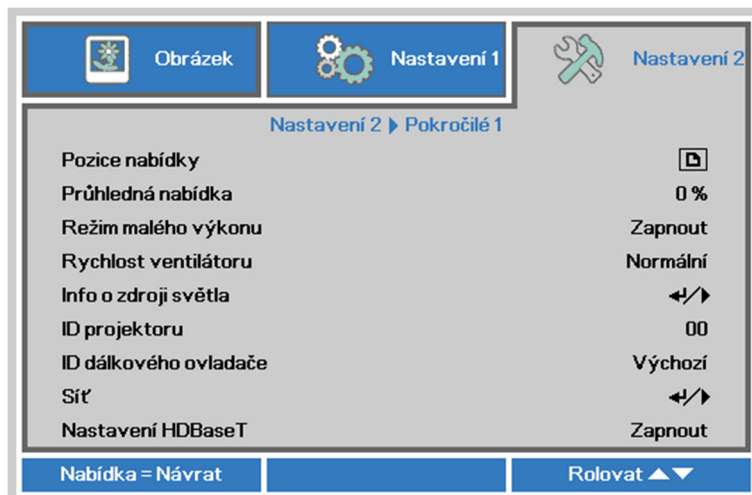 Obrázek
Nastavení 1
Nastavení 2
Nastavení 2 Pokročilé 1
Pozice nabídky
Průhledná nabídka 0 %
Režim malého výkonu Zapnout
Rychlost ventilátoru Normální
Info o zdroji světla
ID projektoru 00
ID dálkového ovladače Výchozí
Síť
Nastavení HDBaseT Zapnout
Nabídka = Návrat Rolovat